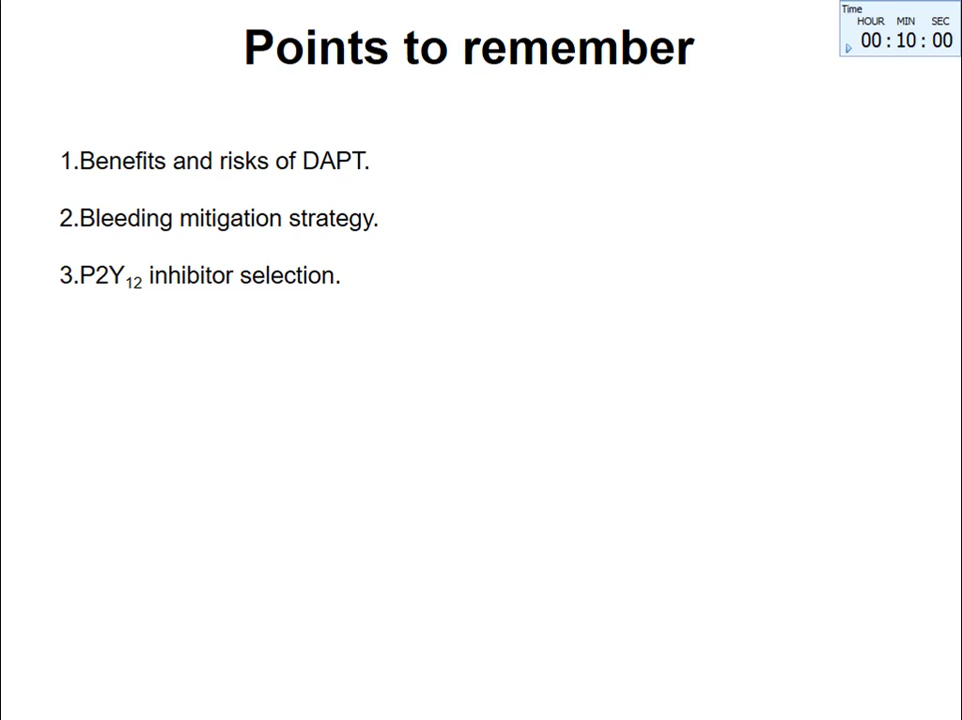 Points to remember
Time
HOUR MIN SEC
00 : 10 : 00
1.Benefits and risks of DAPT.
2.Bleeding mitigation strategy.
3.P2Y₁₂ inhibitor selection.